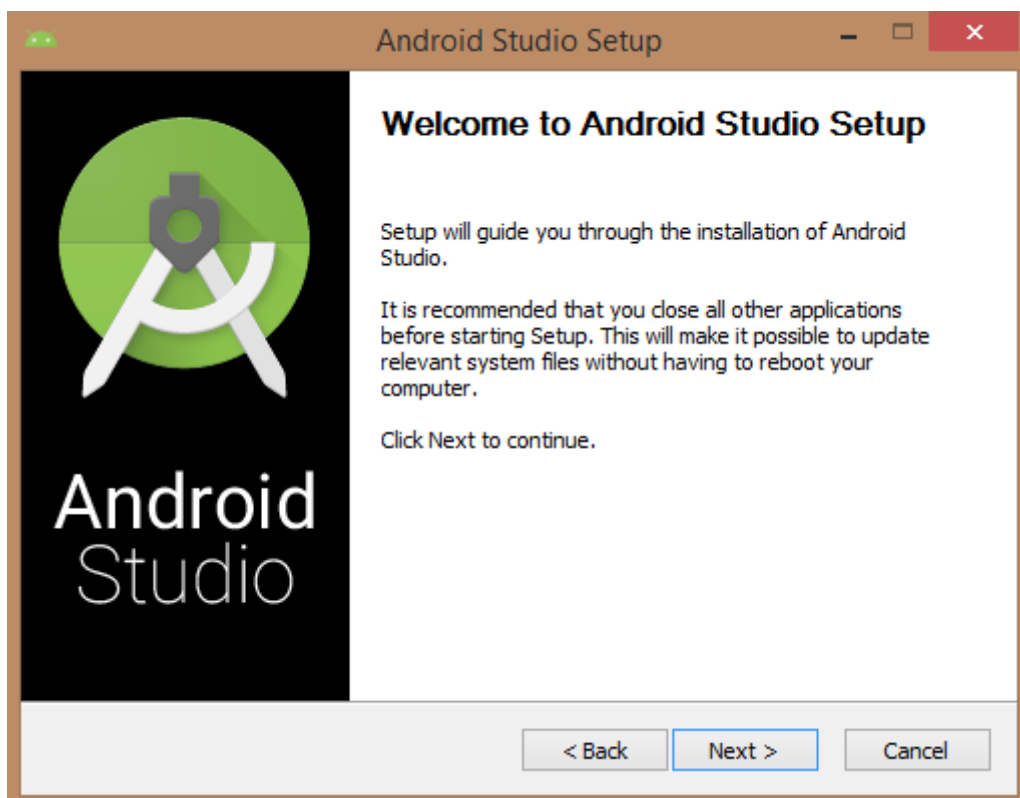 Android Studio Setup
Welcome to Android Studio Setup
Setup will guide you through the installation of Android
Studio.
It is recommended that you close all other applications
before starting Setup. This will make it possible to update
relevant system files without having to reboot your
computer.
Click Next to continue.
Android
Studio
< Back
Next >
Cancel